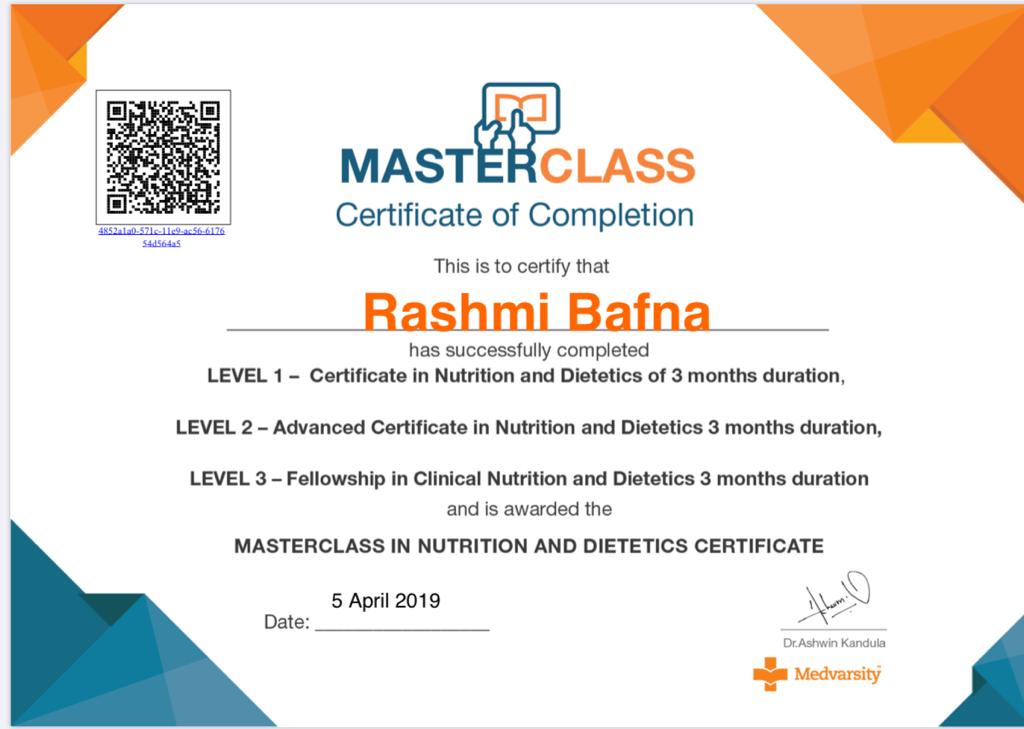 4852a1a0-571c-11e9-ac56-6176
54d564a5
MASTERCLASS
Certificate of Completion
This is to certify that
Rashmi Bafna
has successfully completed
LEVEL 1 – Certificate in Nutrition and Dietetics of 3 months duration,
LEVEL 2 – Advanced Certificate in Nutrition and Dietetics 3 months duration,
LEVEL 3 – Fellowship in Clinical Nutrition and Dietetics 3 months duration
and is awarded the
MASTERCLASS IN NUTRITION AND DIETETICS CERTIFICATE
5 April 2019
Date:
Dr.Ashwin Kandula
Medvarsity